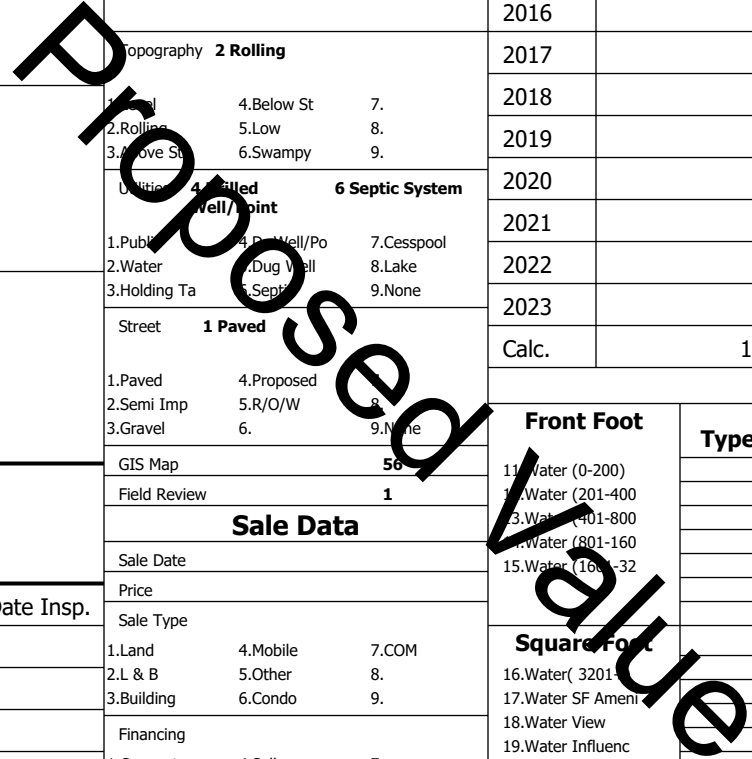 Proposed Value
Topography 2 Rolling
1.Level 4.Below St 7.
2.Rolling 5.Low 8.
3.Above St 6.Swampy 9.
Utilities 4 Drilled Well/Point 6 Septic System
1.Public 4.Dr Well/Po 7.Cesspool
2.Water 5.Dug Well 8.Lake
3.Holding Ta 6.Septic 9.None
Street 1 Paved
1.Paved 4.Proposed 7.
2.Semi Imp 5.R/O/W 8.
3.Gravel 6. 9.None
GIS Map 56
Field Review 1
Sale Data
Sale Date
Price
Sale Type
1.Land 4.Mobile 7.COM
2.L & B 5.Other 8.
3.Building 6.Condo 9.
Financing
Date Insp.
2016
2017
2018
2019
2020
2021
2022
2023
Calc. 1
Front Foot
Type
11.Water (0-200)
12.Water (201-400
13.Water (401-800
14.Water (801-160
15.Water (1601-32
Square Foot
16.Water( 3201-
17.Water SF Ameni
18.Water View
19.Water Influenc